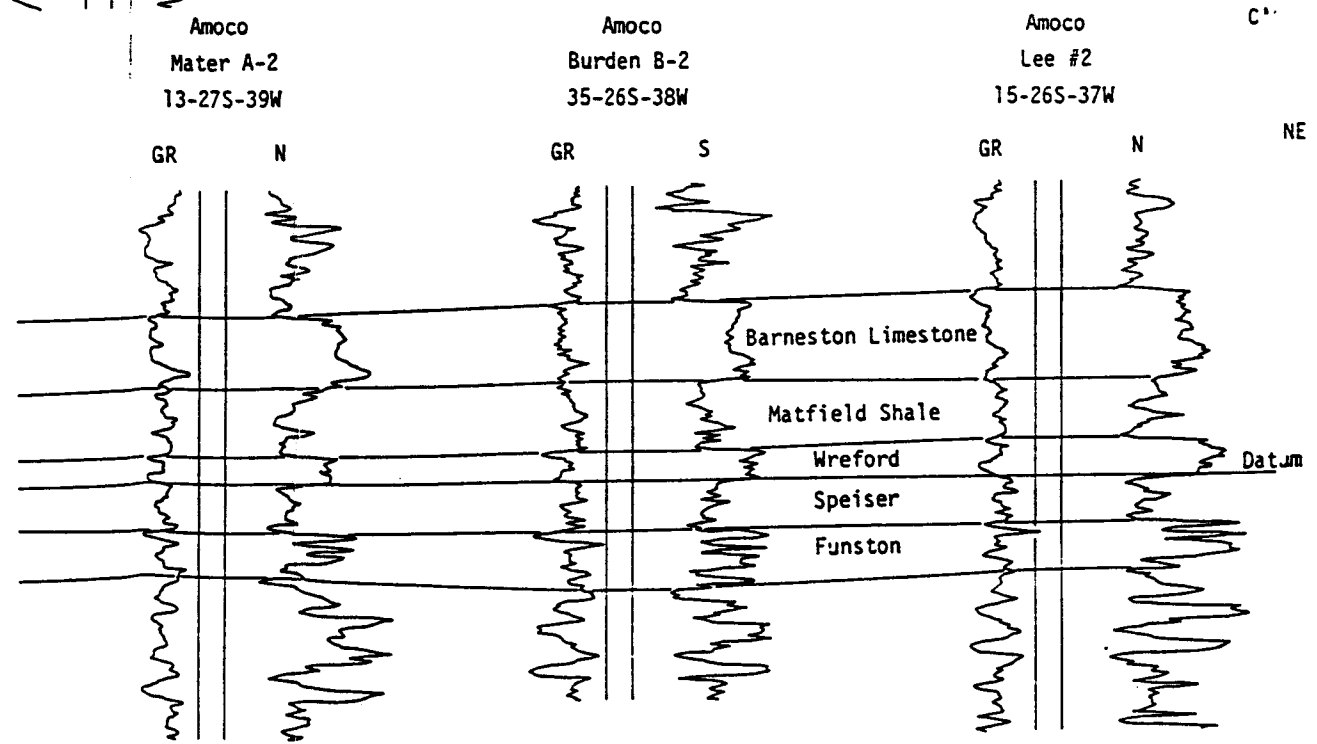 Amoco
Mater A-2
13-27S-39W
Amoco
Burden B-2
35-26S-38W
Amoco
Lee #2
15-26S-37W
NE
GR N
GR S
GR N
Barneston Limestone
Matfield Shale
Wreford
Datum
Speiser
Funston